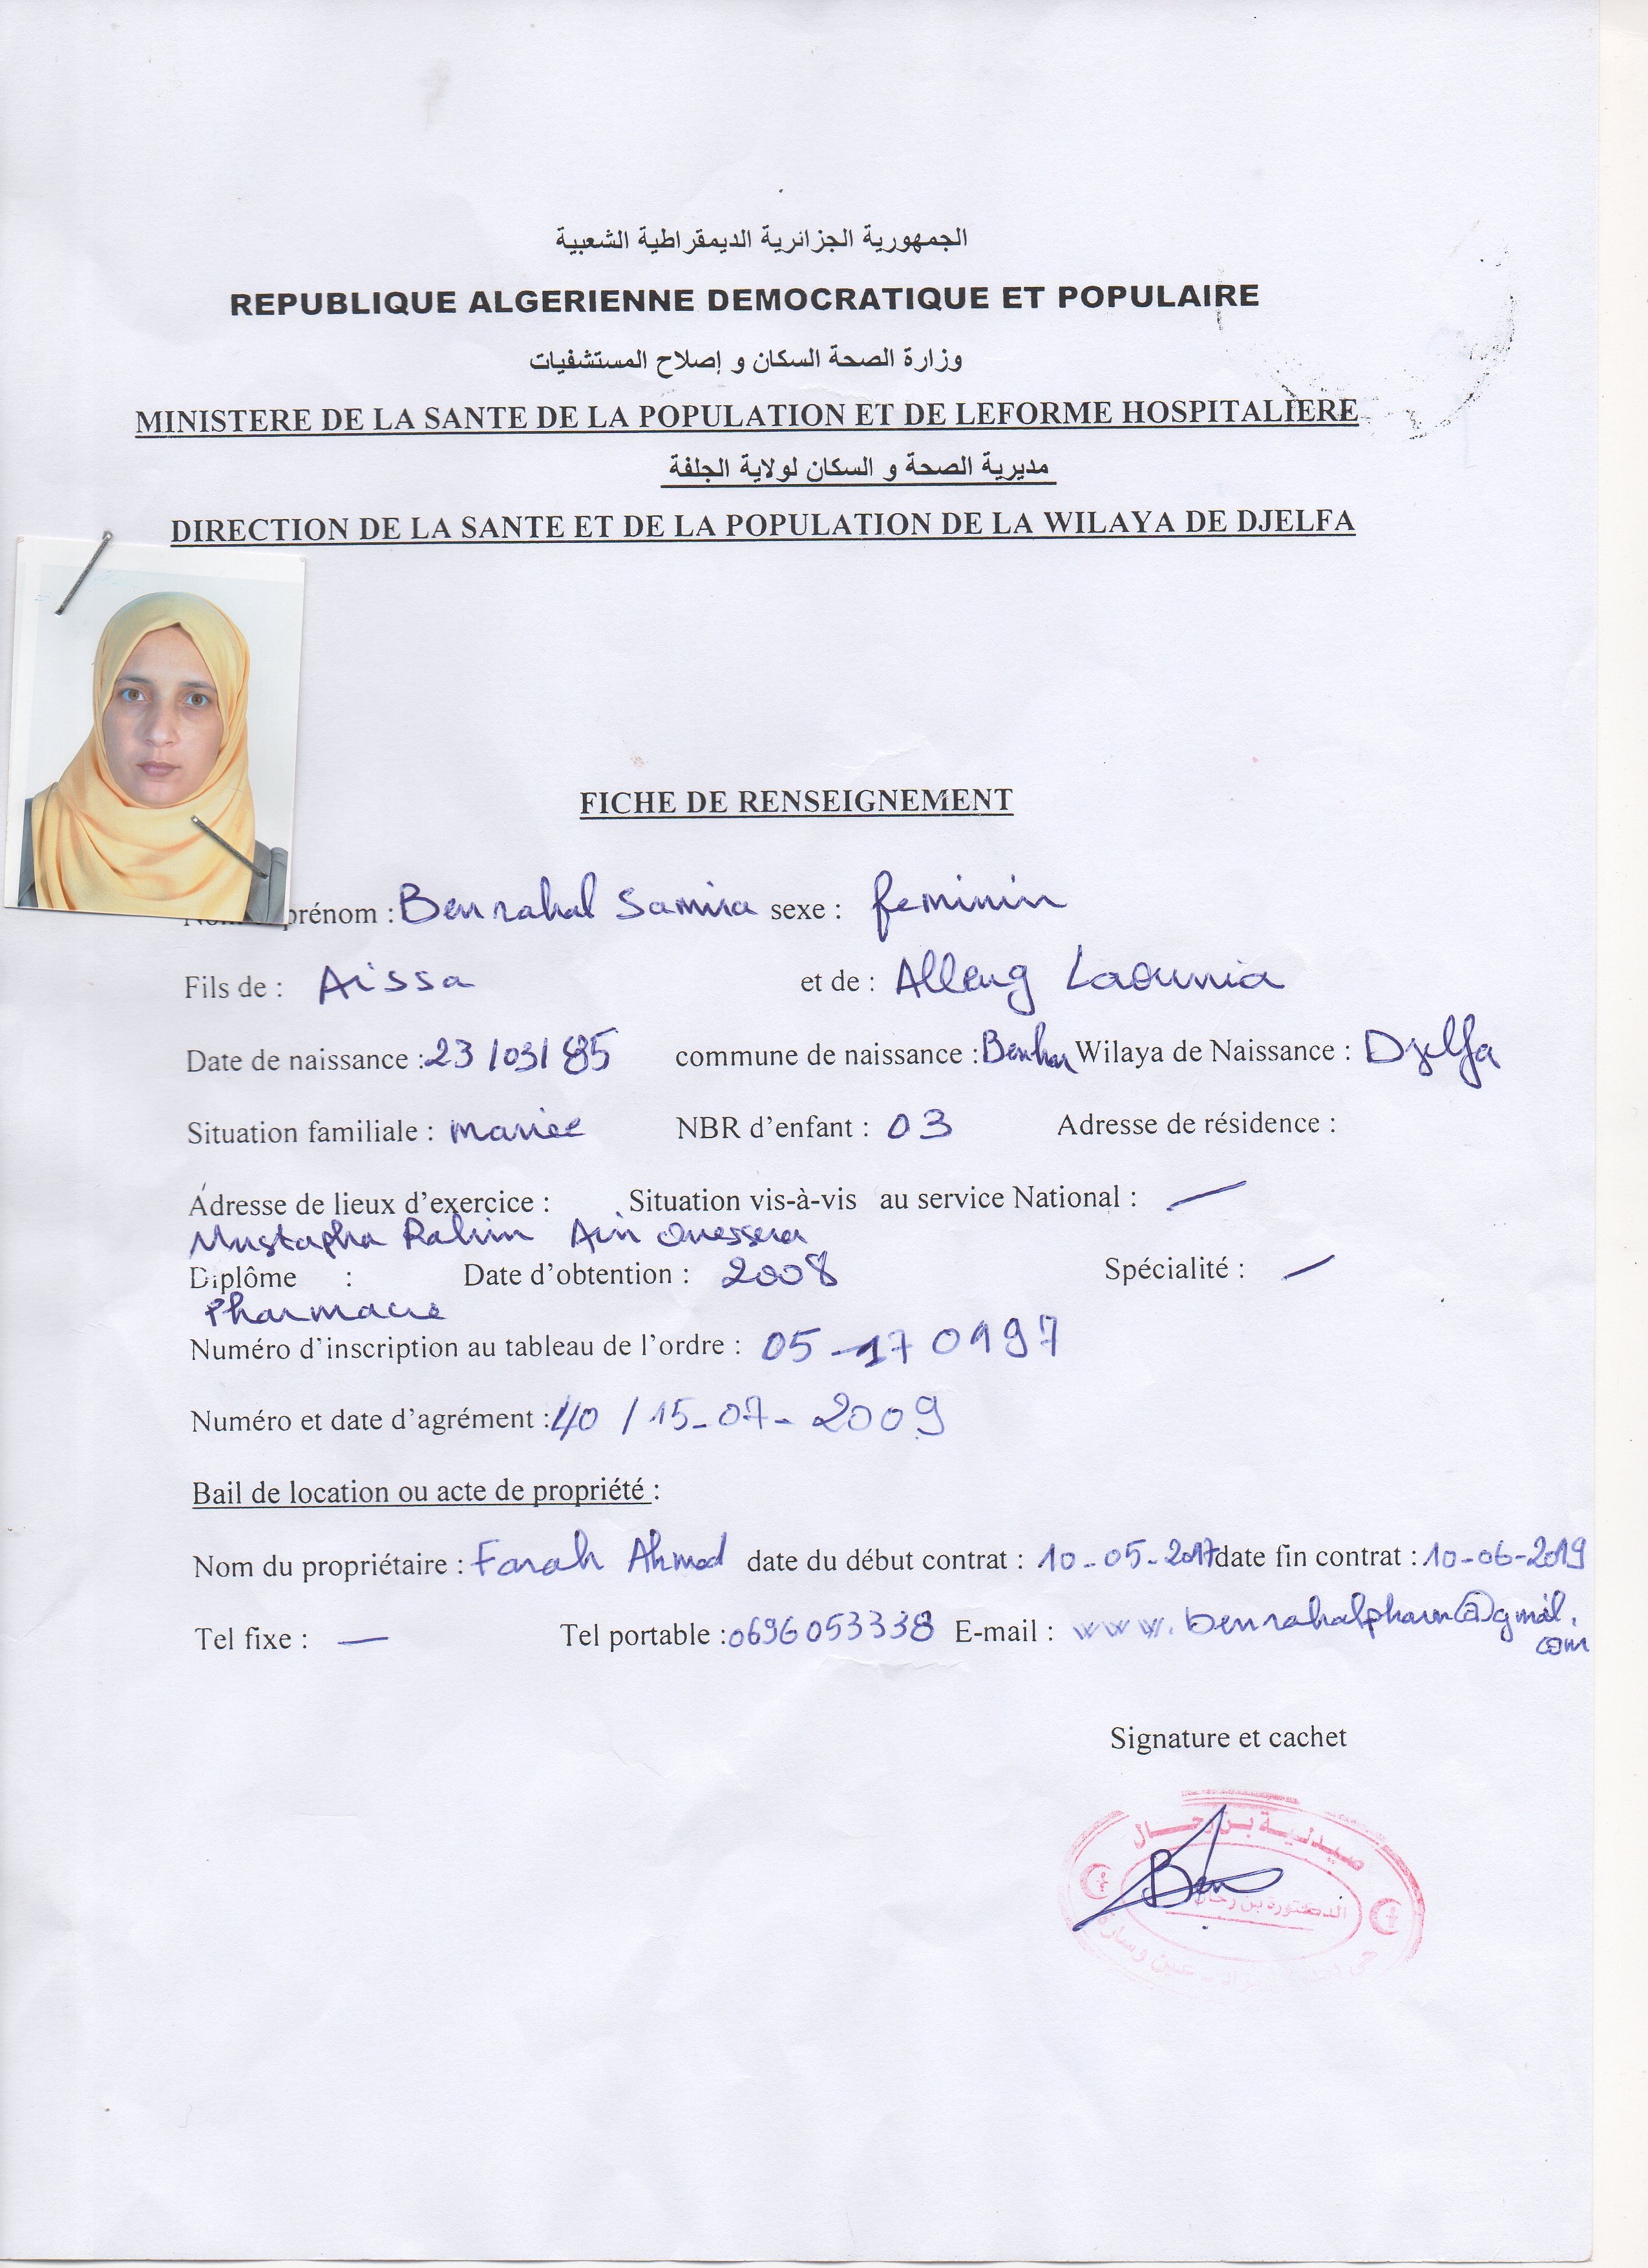 الجمهورية الجزائرية الديمقراطية الشعبية
REPUBLIQUE ALGERIENNE DEMOCRATIQUE ET POPULAIRE
وزارة الصحة السكان و إصلاح المستشفيات
MINISTERE DE LA SANTE DE LA POPULATION ET DE LEFORME HOSPITALIERE
مديرية الصحة و السكان لولاية الجلفة
DIRECTION DE LA SANTE ET DE LA POPULATION DE LA WILAYA DE DJELFA
FICHE DE RENSEIGNEMENT
prénom : Benrahal Samira sexe : feminin
Fils de : Aissa et de : Alleug Laounia
Date de naissance : 23/03/85 commune de naissance : Benhar Wilaya de Naissance : Djelfa
Situation familiale : mariée NBR d'enfant : 03 Adresse de résidence :
Adresse de lieux d'exercice : Situation vis-à-vis au service National : —
Mustapha Rahim Ain Ouessera
Diplôme : Date d'obtention : 2008 Spécialité : —
Pharmacie
Numéro d'inscription au tableau de l'ordre : 05-17 0997
Numéro et date d'agrément : 40 / 15-07-2009
Bail de location ou acte de propriété :
Nom du propriétaire : Farah Ahmed date du début contrat : 10-05-2017 date fin contrat : 10-06-2019
Tel fixe : — Tel portable : 0696053338 E-mail : www.benrahalpharm@gmail.
com
Signature et cachet
صيدلية بن رحال
الدكتورة بن رحال
عين وسارة